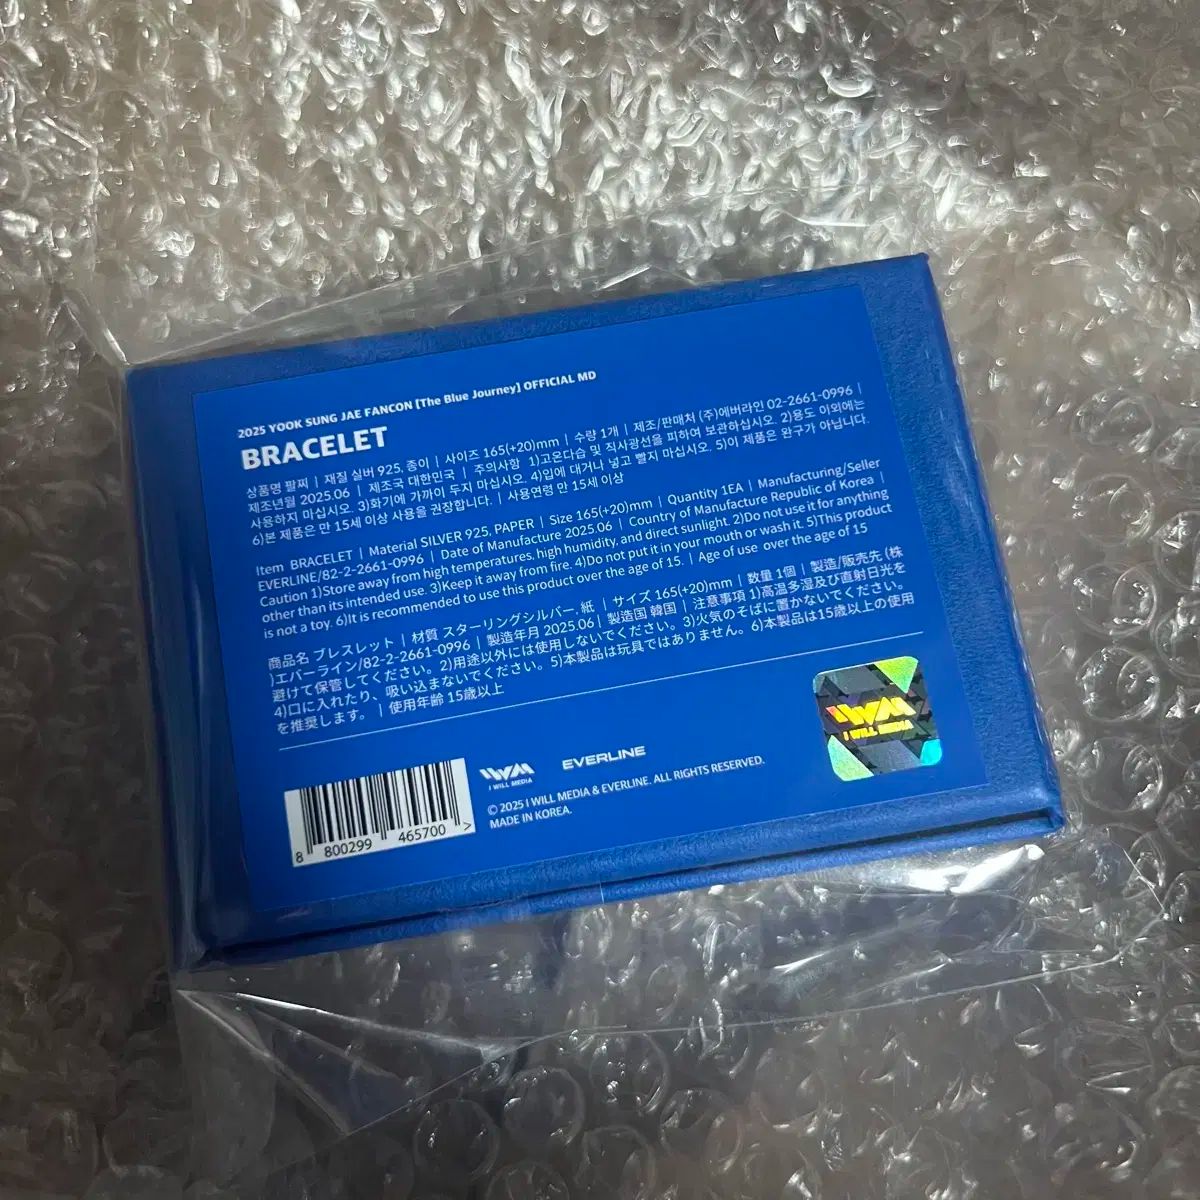 2025 YOOK SUNG JAE FANCON [The Blue Journey] OFFICIAL MD
BRACELET
상품명 팔찌 | 재질 실버 925, 종이 | 사이즈 165(+20)mm | 수량 1개 | 제조/판매처 (주)에버라인 02-2661-0996 |
제조년월 2025.06 | 제조국 대한민국 | 주의사항 1)고온다습 및 직사광선을 피하여 보관하십시오. 2)용도 이외에는
사용하지 마십시오. 3)화기에 가까이 두지 마십시오. 4)입에 대거나 넣고 빨지 마십시오. 5)이 제품은 완구가 아닙니다.
6)본 제품은 만 15세 이상 사용을 권장합니다. | 사용연령 만 15세 이상
Item BRACELET | Material SILVER 925, PAPER | Size 165(+20)mm | Quantity 1EA | Manufacturing/Seller
EVERLINE/82-2-2661-0996 | Date of Manufacture 2025.06 | Country of Manufacture Republic of Korea |
Caution 1)Store away from high temperatures, high humidity, and direct sunlight. 2)Do not use it for anything
other than its intended use. 3)Keep it away from fire. 4)Do not put it in your mouth or wash it. 5)This product
is not a toy. 6)It is recommended to use this product over the age of 15. | Age of use over the age of 15
商品名 ブレスレット | 材質 スターリングシルバー, 紙 | サイズ 165(+20)mm | 数量 1個 | 製造/販売先 (株
)エバーライン/82-2-2661-0996 | 製造年月 2025.06 | 製造国 韓国 | 注意事項 1)高温多湿及び直射日光を
避けて保管してください。2)用途以外には使用しないでください。3)火気のそばに置かないでください。
4)口に入れたり、吸い込まないでください。5)本製品は玩具ではありません。6)本製品は15歳以上の使用
を推奨します。 | 使用年齢 15歳以上
I WILL MEDIA
EVERLINE
© 2025 I WILL MEDIA & EVERLINE. ALL RIGHTS RESERVED.
MADE IN KOREA.
8 800299 465700 >
IWM
I WILL MEDIA